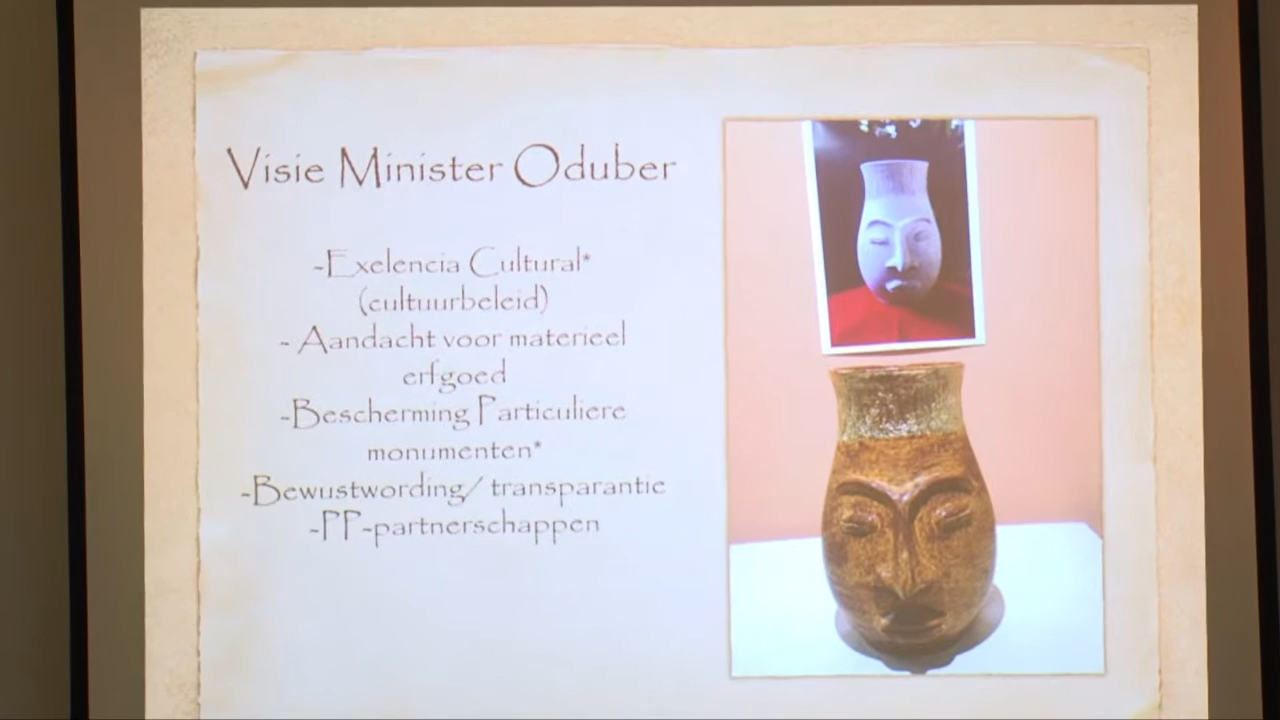 Visie Minister Oduber
-Exelencia Cultural*
(cultuurbeleid)
- Aandacht voor materieel
erfgoed
-Bescherming Particuliere
monumenten*
-Bewustwording/ transparantie
-PP-partnerschappen